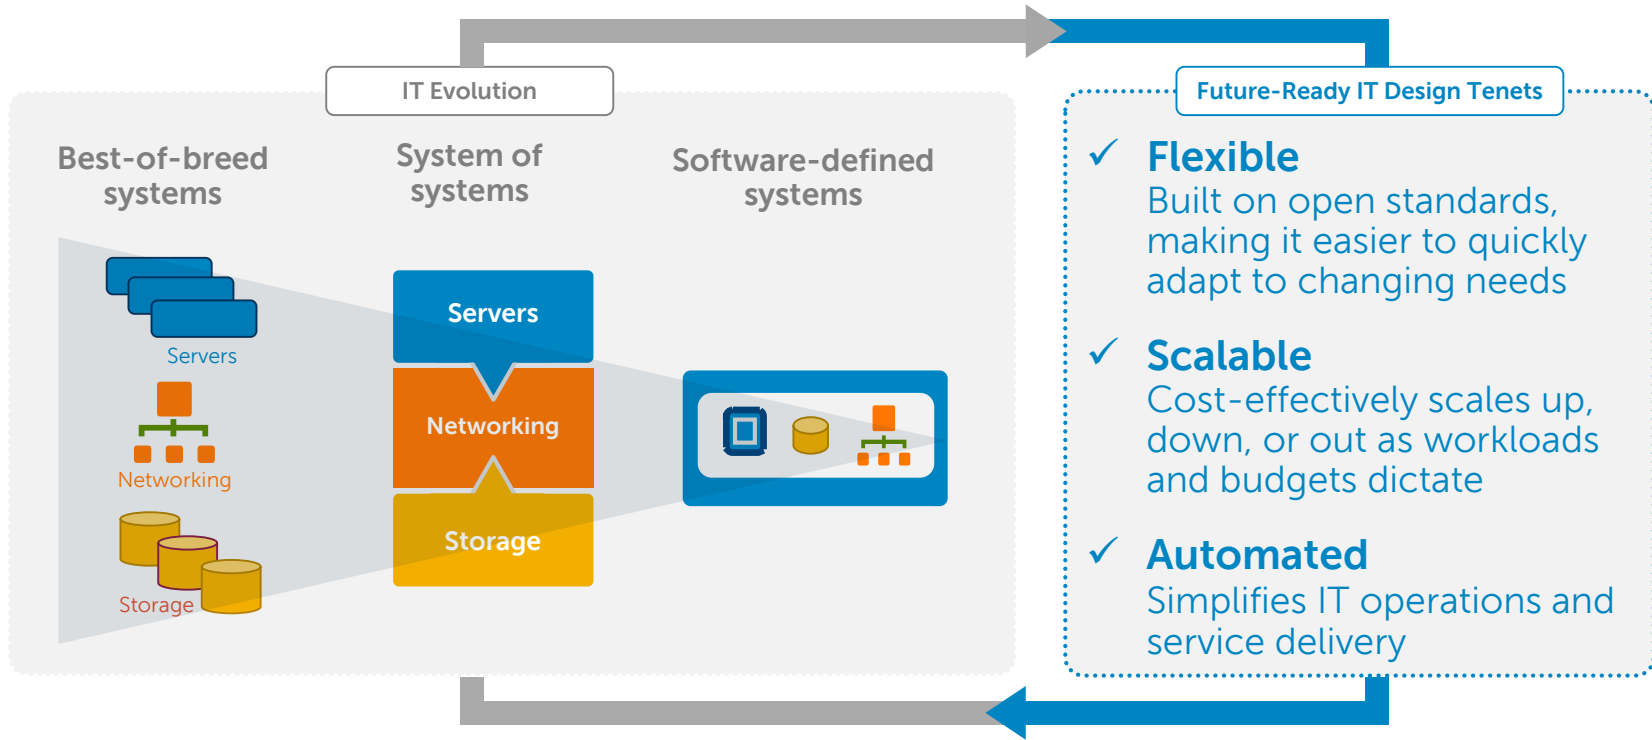 IT Evolution
Best-of-breed
systems
System of
systems
Software-defined
systems
Servers
Networking
Storage
Servers
Networking
Storage
Future-Ready IT Design Tenets
✓ Flexible
Built on open standards,
making it easier to quickly
adapt to changing needs
✓ Scalable
Cost-effectively scales up,
down, or out as workloads
and budgets dictate
✓ Automated
Simplifies IT operations and
service delivery